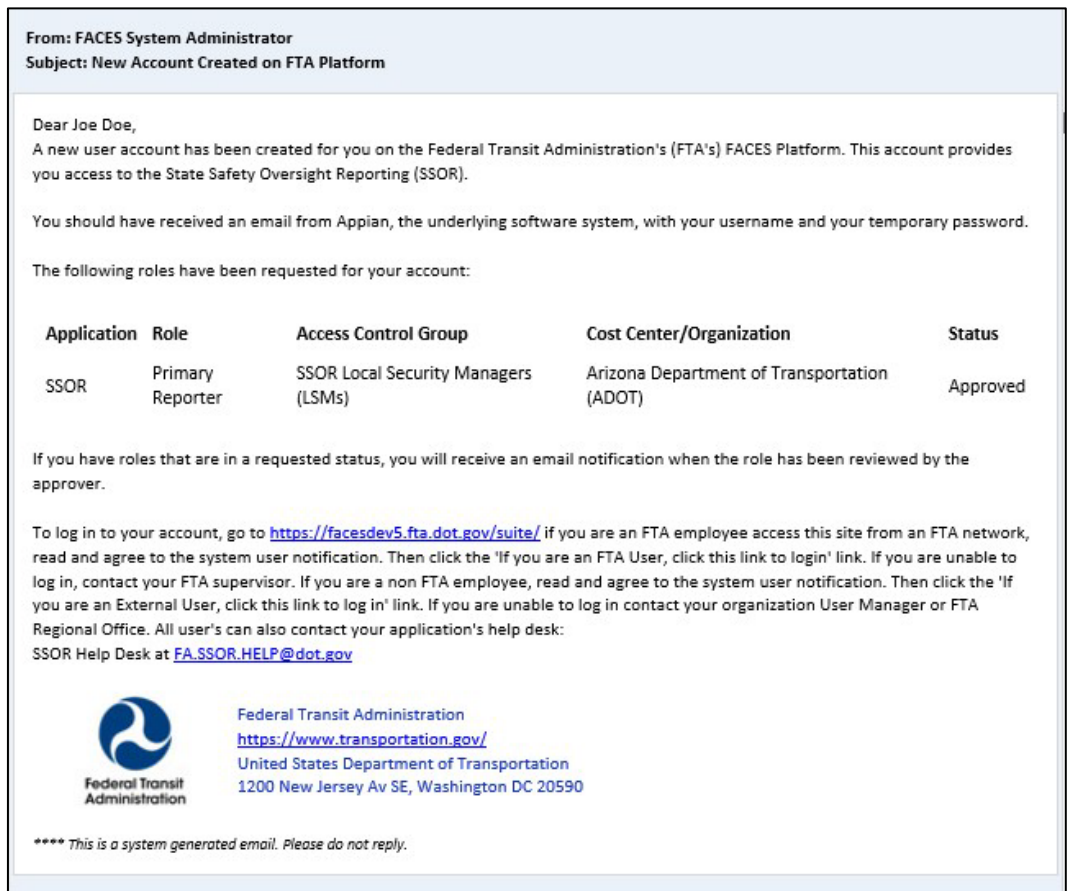 From: FACES System Administrator
Subject: New Account Created on FTA Platform
Dear Joe Doe,
A new user account has been created for you on the Federal Transit Administration's (FTA's) FACES Platform. This account provides
you access to the State Safety Oversight Reporting (SSOR).
You should have received an email from Appian, the underlying software system, with your username and your temporary password.
The following roles have been requested for your account:
Application Role Access Control Group Cost Center/Organization Status
SSOR Primary Reporter SSOR Local Security Managers (LSMs) Arizona Department of Transportation (ADOT) Approved
If you have roles that are in a requested status, you will receive an email notification when the role has been reviewed by the
approver.
To log in to your account, go to https://facesdev5.fta.dot.gov/suite/ if you are an FTA employee access this site from an FTA network,
read and agree to the system user notification. Then click the 'If you are an FTA User, click this link to login' link. If you are unable to
log in, contact your FTA supervisor. If you are a non FTA employee, read and agree to the system user notification. Then click the 'If
you are an External User, click this link to log in' link. If you are unable to log in contact your organization User Manager or FTA
Regional Office. All user's can also contact your application's help desk:
SSOR Help Desk at FA.SSOR.HELP@dot.gov
Federal Transit
Administration
Federal Transit Administration
https://www.transportation.gov/
United States Department of Transportation
1200 New Jersey Av SE, Washington DC 20590
**** This is a system generated email. Please do not reply.